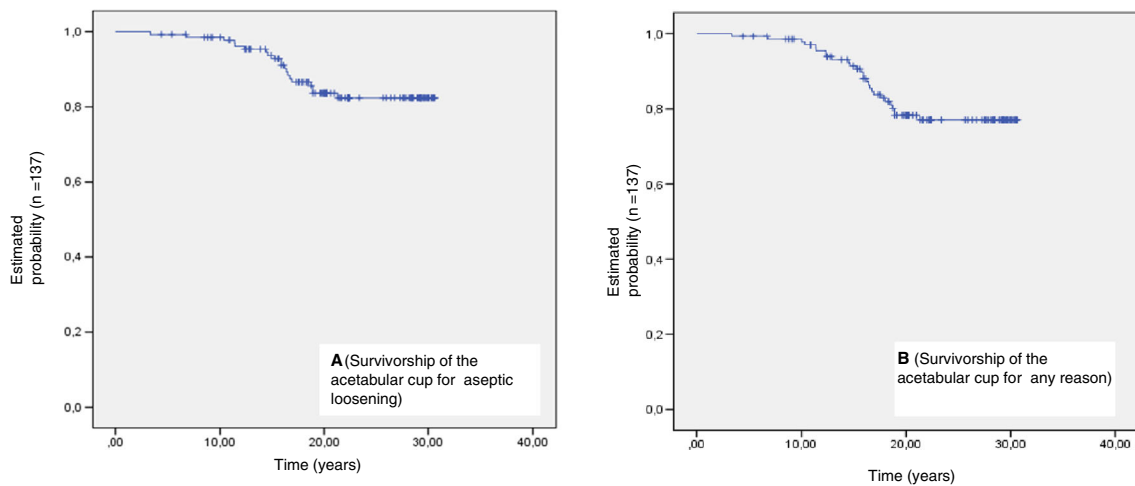 1,0
0,8
0,6
0,4
0,2
0,0
Estimated
probability (n =137)
A (Survivorship of the
acetabular cup for aseptic
loosening)
,00 10,00 20,00 30,00 40,00
Time (years)
1,0
0,8
0,6
0,4
0,2
0,0
Estimated
probability (n =137)
B (Survivorship of the
acetabular cup for any reason)
,00 10,00 20,00 30,00 40,00
Time (years)